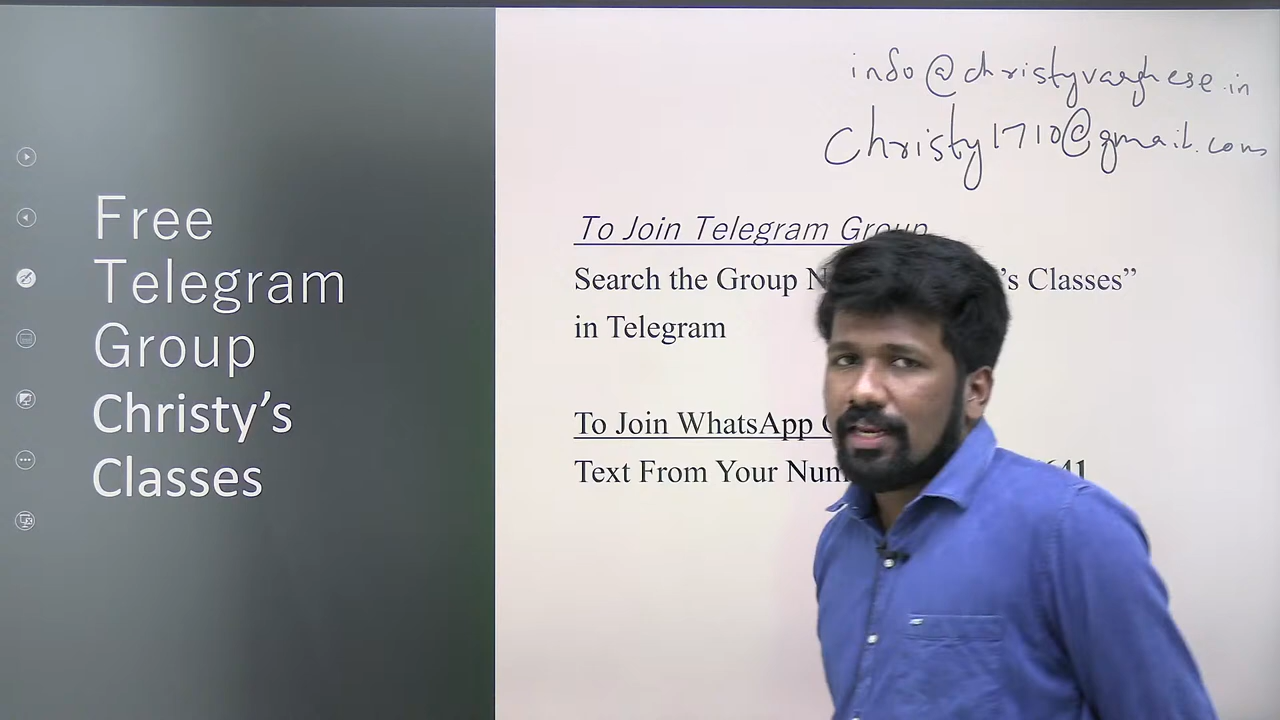 Free
Telegram
Group
Christy’s
Classes
info@christyvarghese.in
Christy1710@gmail.com
To Join Telegram Group
Search the Group Classes”
in Telegram
To Join WhatsApp
Text From Your